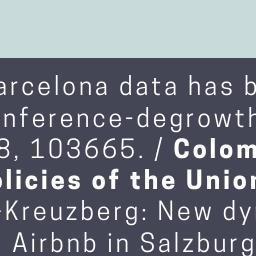 arcelona data has b
nference-degrowth
8, 103665. / Colom
olicies of the Union
-Kreuzberg: New dy
Airbnb in Salzburg